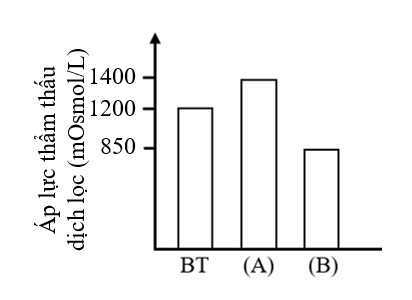 Áp lực thẩm thấu
dịch lọc (mOsmol/L)
1400
1200
850
BT
(A)
(B)